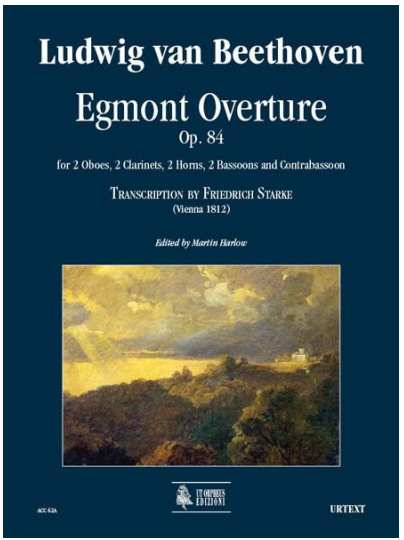 Ludwig van Beethoven
Egmont Overture
Op. 84
for 2 Oboes, 2 Clarinets, 2 Horns, 2 Bassoons and Contrabassoon
TRANSCRIPTION BY FRIEDRICH STARKE
(Vienna 1812)
Edited by Martin Harlow
ACC 62A
UT ORPHEUS
EDIZIONI
URTEXT